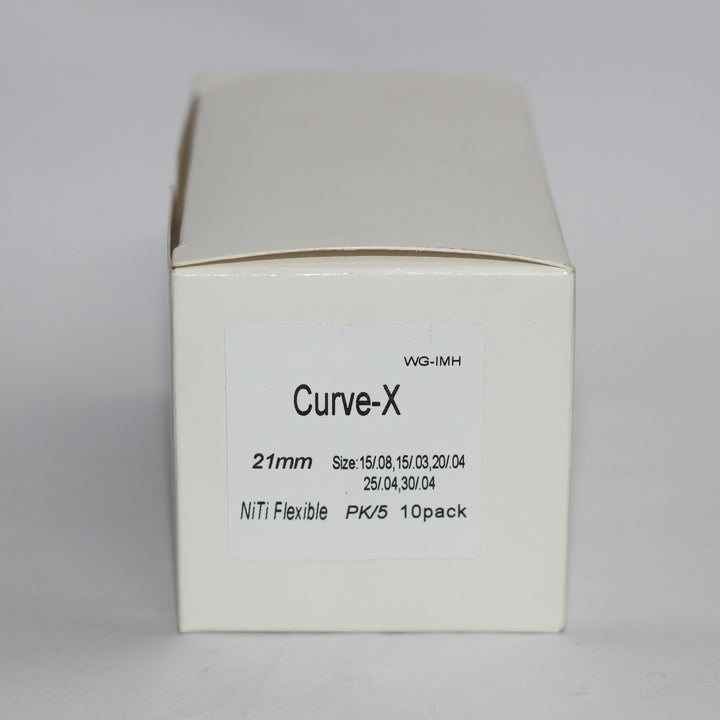 WG-IMH
Curve-X
21mm Size:15/.08,15/.03,20/.04
25/.04,30/.04
NiTi Flexible PK/5 10pack